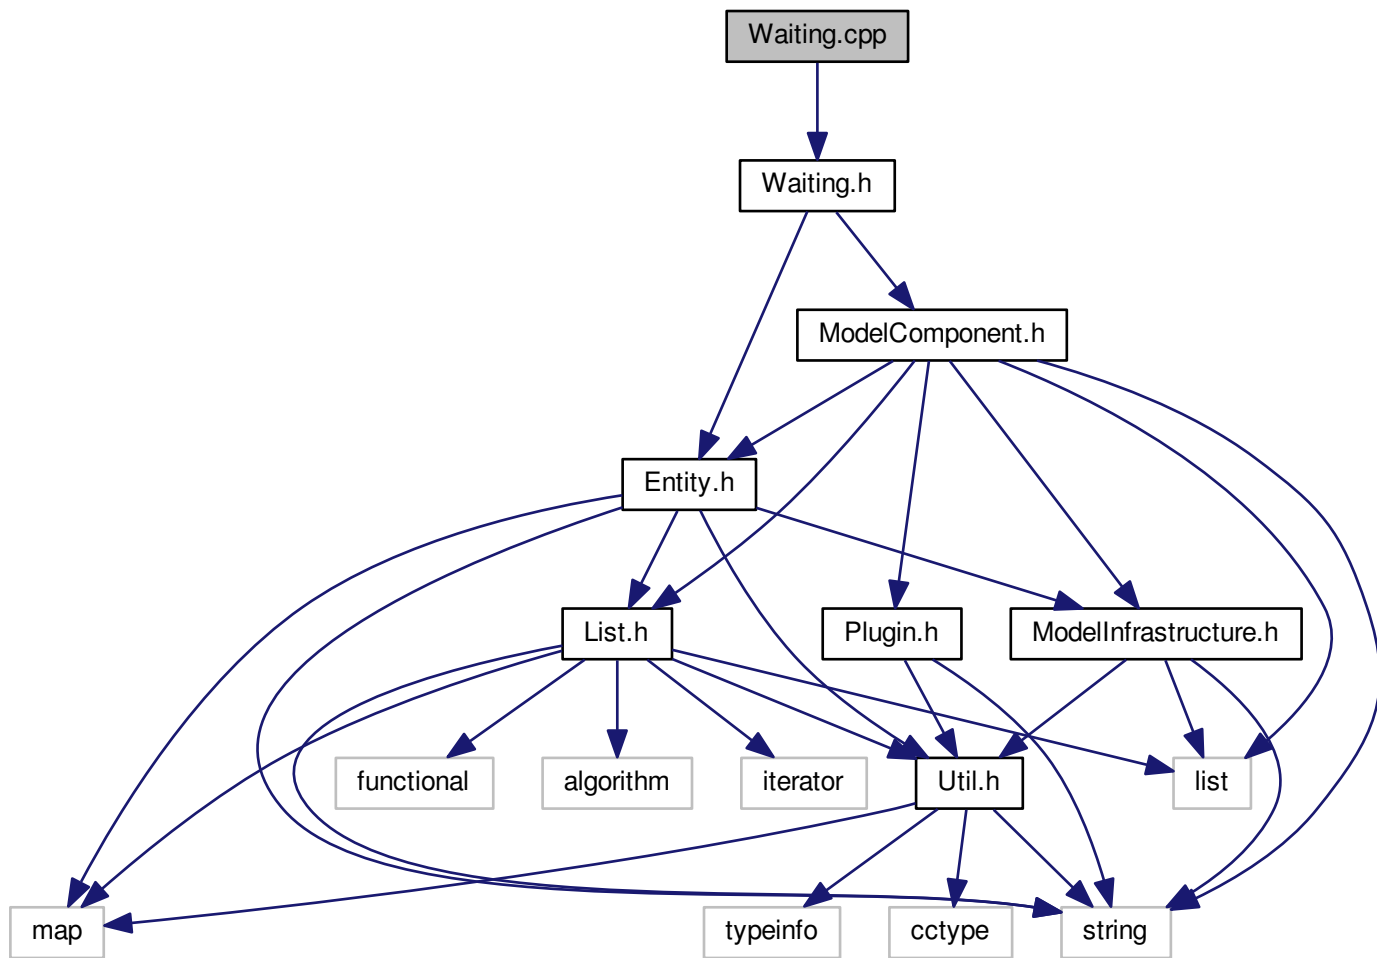 Waiting.cpp
Waiting.h
ModelComponent.h
Entity.h
List.h
Plugin.h
ModelInfrastructure.h
functional
algorithm
iterator
Util.h
list
map
typeinfo
cctype
string